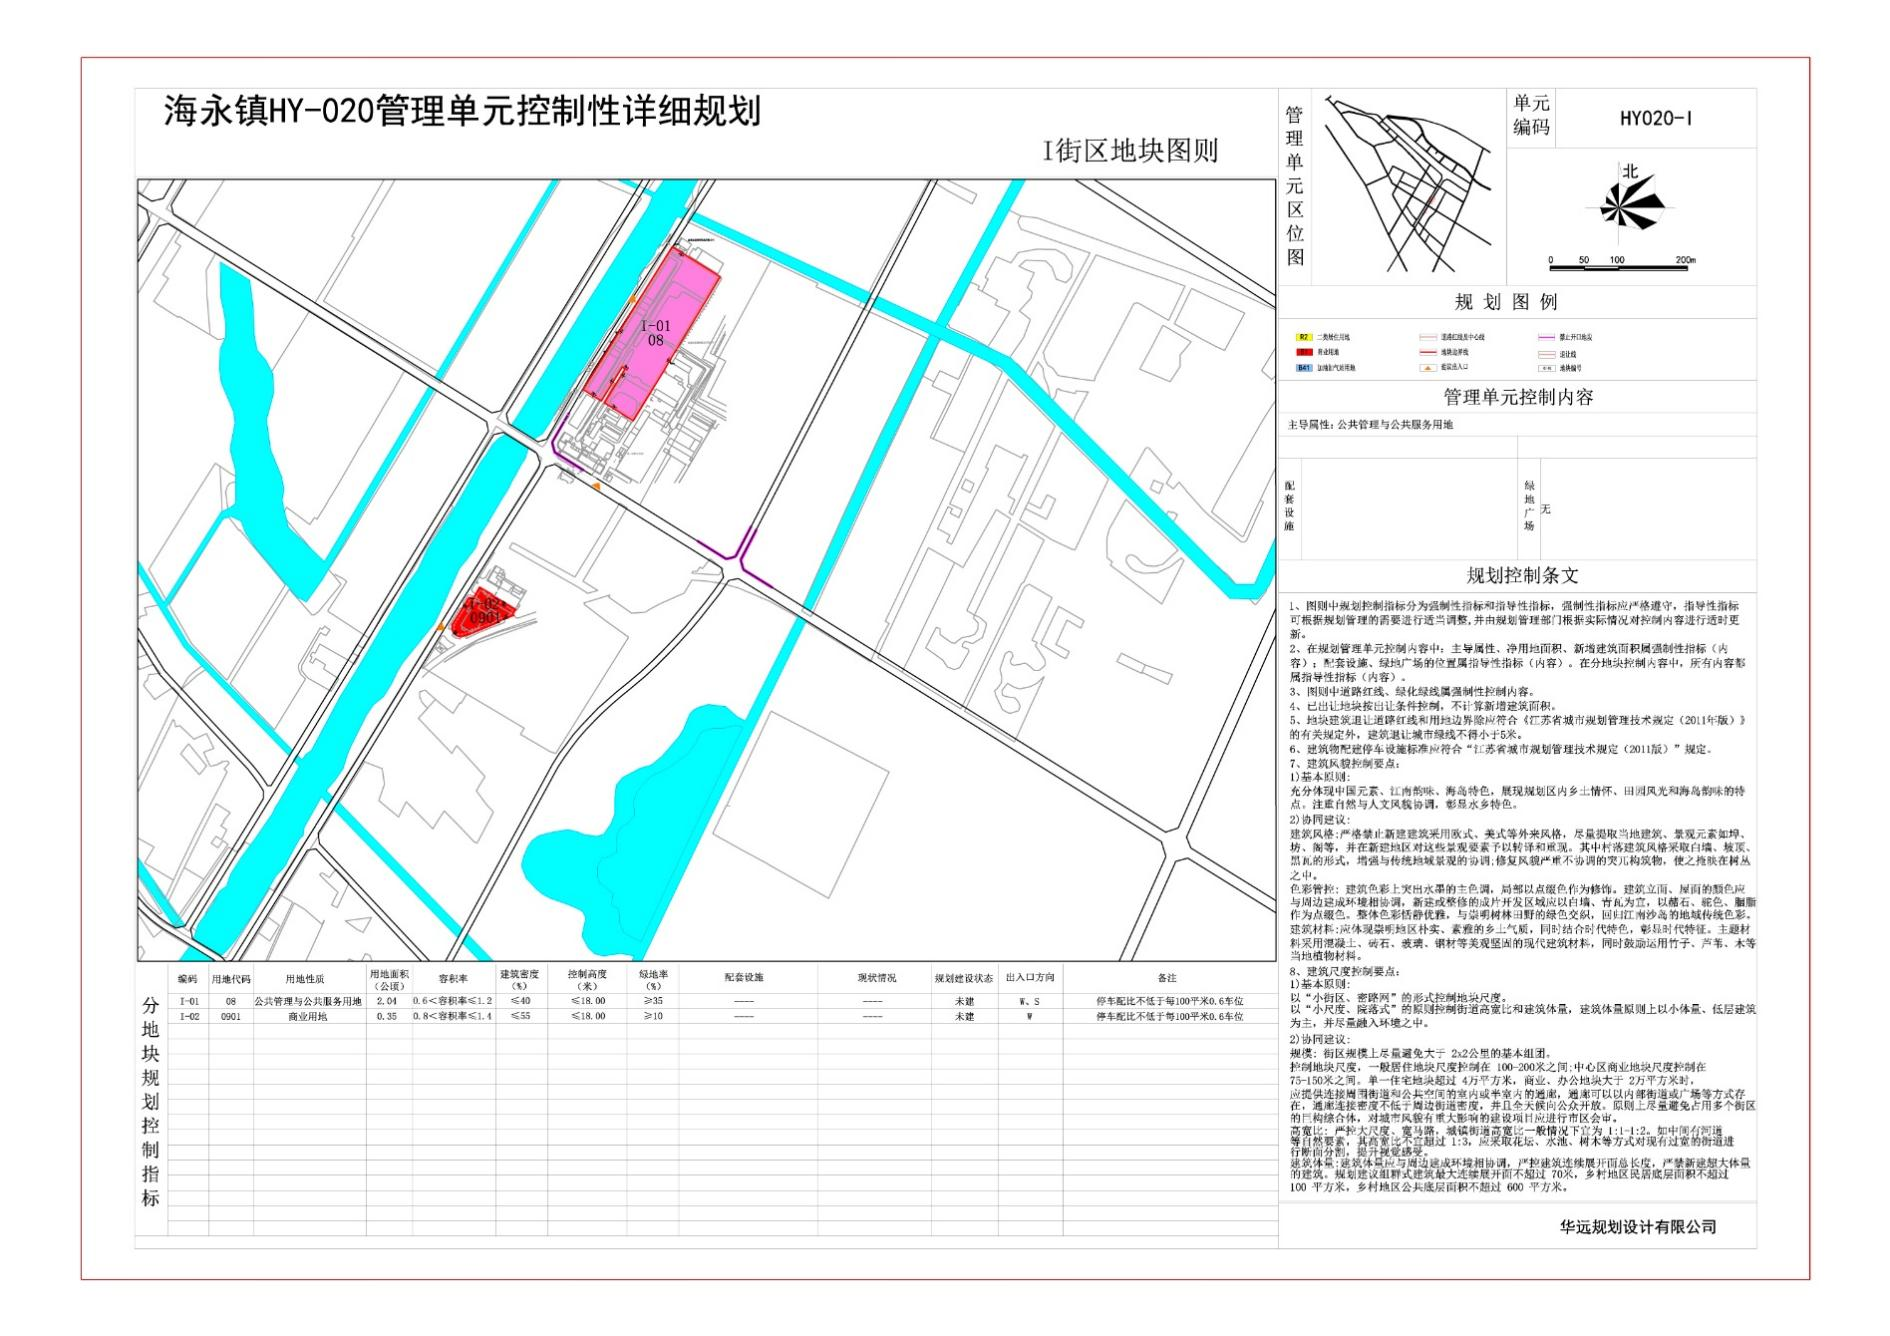 海永镇HY-020管理单元控制性详细规划
I街区地块图则
I-01
08
I-02
0901
管理单元区位图
单元编码
HY020-I
北
0 50 100 200m
规 划 图 例
R2 二类居住用地
道路红线及中心线
禁止开口地段
商业用地
地块边界线
退让线
B41 加油加气站用地
建议出入口
地块编号
管理单元控制内容
主导属性：公共管理与公共服务用地
配套设施
绿地广场
无
规划控制条文
1、图则中规划控制指标分为强制性指标和指导性指标，强制性指标应严格遵守，指导性指标
可根据规划管理的需要进行适当调整，并由规划管理部门根据实际情况对控制内容进行适时更
新。
2、在规划管理单元控制内容中：主导属性、净用地面积、新增建筑面积属强制性指标（内
容）；配套设施、绿地广场的位置属指导性指标（内容）。在分地块控制内容中，所有内容都
属指导性指标（内容）。
3、图则中道路红线、绿化绿线属强制性控制内容。
4、已出让地块按出让条件控制，不计算新增建筑面积。
5、地块建筑退让道路红线和用地边界除应符合《江苏省城市规划管理技术规定（2011年版）》
的有关规定外，建筑退让城市绿线不得小于5米。
6、建筑物配建停车设施标准应符合“江苏省城市规划管理技术规定（2011版）”规定。
7、建筑风貌控制要点：
1)基本原则：
充分体现中国元素、江南韵味、海岛特色，展现规划区内乡土情怀、田园风光和海岛韵味的特
点。注重自然与人文风貌协调，彰显水乡特色。
2)协同建议：
建筑风格：严格禁止新建建筑采用欧式、美式等外来风格，尽量提取当地建筑、景观元素如埠、
坊、阁等，并在新建地区对这些景观要素予以转译和重现。其中村落建筑风格采取白墙、坡顶、
黑瓦的形式，增强与传统地域景观的协调；修复风貌严重不协调的突兀构筑物，使之掩映在树丛
之中。
色彩管控：建筑色彩上突出水墨的主色调，局部以点缀色作为修饰。建筑立面、屋面的颜色应
与周边建成环境相协调，新建或整修的成片开发区域应以白墙、青瓦为宜，以赭石、驼色、胭脂
作为点缀色。整体色彩恬静优雅，与崇明树林田野的绿色交织，回归江南沙岛的地域传统色彩。
建筑材料：应体现崇明地区朴实、素雅的乡土气质，同时结合时代特色，彰显时代特征。主题材
料采用混凝土、砖石、玻璃、钢材等美观坚固的现代建筑材料，同时鼓励运用竹子、芦苇、木等
当地植物材料。
8、建筑尺度控制要点：
1)基本原则：
以“小街区、密路网”的形式控制地块尺度。
以“小尺度、院落式”的原则控制街道高宽比和建筑体量，建筑体量原则上以小体量、低层建筑
为主，并尽量融入环境之中。
2)协同建议：
规模：街区规模上尽量避免大于 2x2公里的基本组团。
控制地块尺度，一般居住地块尺度控制在 100-200米之间；中心区商业地块尺度控制在
75-150米之间。单一住宅地块超过 4万平方米，商业、办公地块大于 2万平方米时，
应提供连接周围街道和公共空间的室内或半室内的通廊，通廊可以以内部街道或广场等方式存
在，通廊连接密度不低于周边街道密度，并且全天候向公众开放。原则上尽量避免占用多个街区
的巨构综合体，对城市风貌有重大影响的建设项目应进行市区会审。
高宽比：严控大尺度、宽马路，城镇街道高宽比一般情况下宜为 1:1-1:2。如中间有河道
等自然要素，其高宽比不宜超过 1:3，应采取花坛、水池、树木等方式对现有过宽的街道进
行断面分割，提升视觉感受。
建筑体量：建筑体量应与周边建成环境相协调，严控建筑连续展开面总长度，严禁新建超大体量
的建筑。规划建议组群式建筑最大连续展开面不超过 70米，乡村地区民居底层面积不超过
100 平方米，乡村地区公共底层面积不超过 600 平方米。
华远规划设计有限公司
分地块规划控制指标
编码 用地代码 用地性质 用地面积（公顷） 容积率 建筑密度（%） 控制高度（米） 绿地率（%） 配套设施 现状情况 规划建设状态 出入口方向 备注
I-01 08 公共管理与公共服务用地 2.04 0.6＜容积率≤1.2 ≤40 ≤18.00 ≥35 ---- ---- 未建 W、S 停车配比不低于每100平米0.6车位
I-02 0901 商业用地 0.35 0.8＜容积率≤1.4 ≤55 ≤18.00 ≥10 ---- ---- 未建 W 停车配比不低于每100平米0.6车位